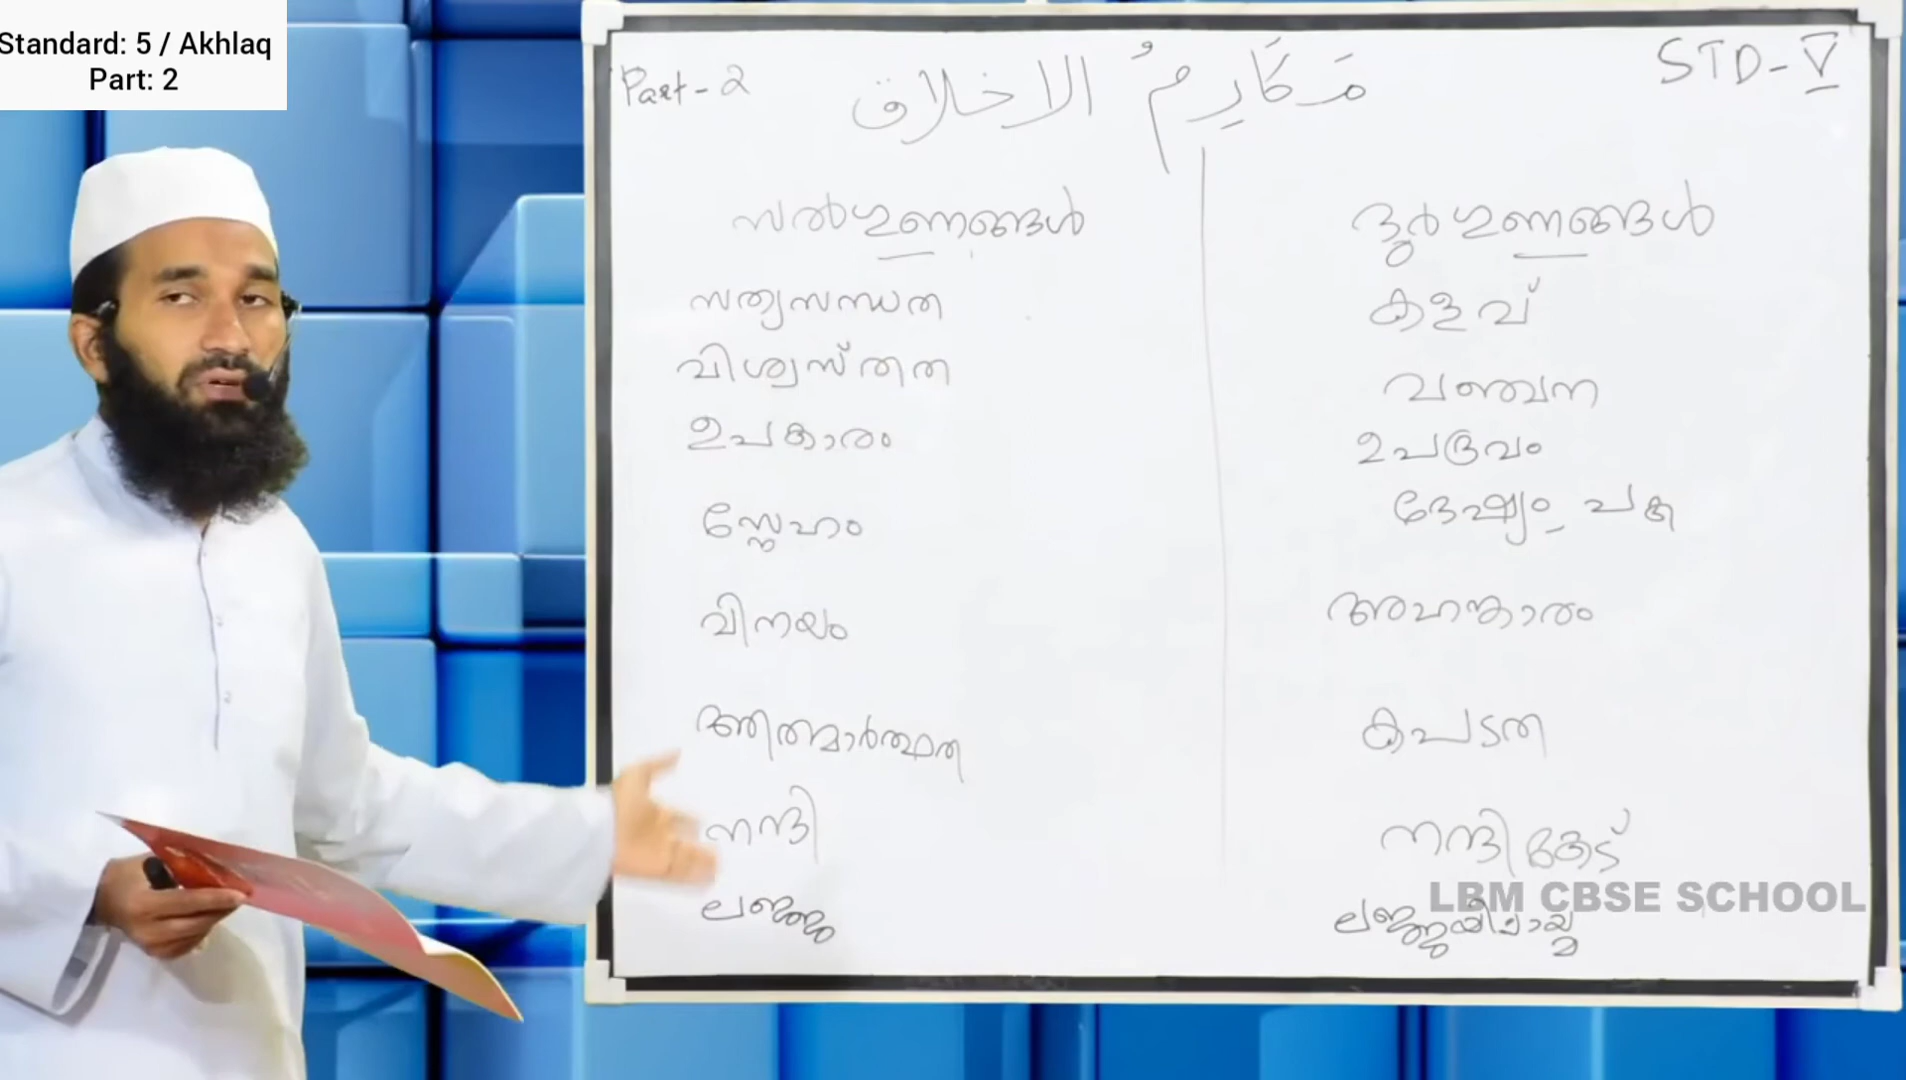 Standard: 5 / Akhlaq
Part: 2
Part-2
مَكَارِمُ الاخلاق
STD-V
സൽഗുണങ്ങൾ
ദുർഗുണങ്ങൾ
സത്യസന്ധത
കളവ്
വിശ്വസ്തത
വഞ്ചന
ഉപകാരം
ഉപദ്രവം
സ്നേഹം
ദേഷ്യം, പക
വിനയം
അഹങ്കാരം
ആത്മാർത്ഥത
കപടത
നന്ദി
നന്ദികേട്
ലജ്ജ
ലജ്ജയില്ലായ്മ
LBM CBSE SCHOOL